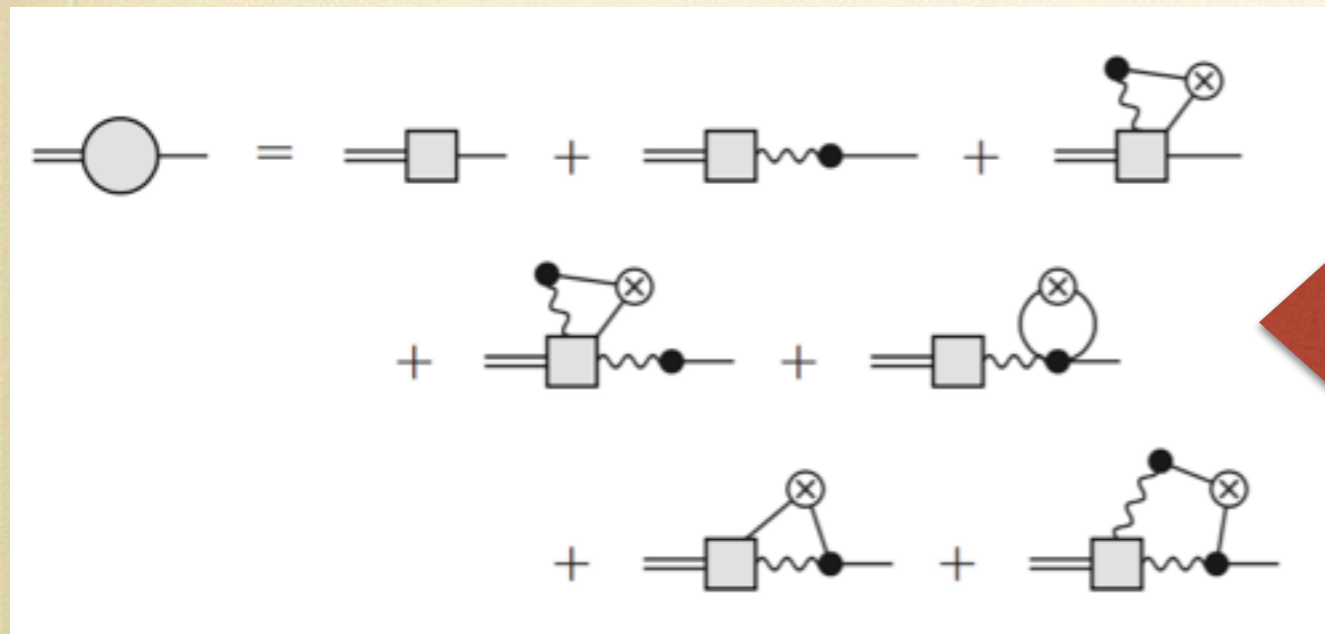 = + +
+ +
+ +